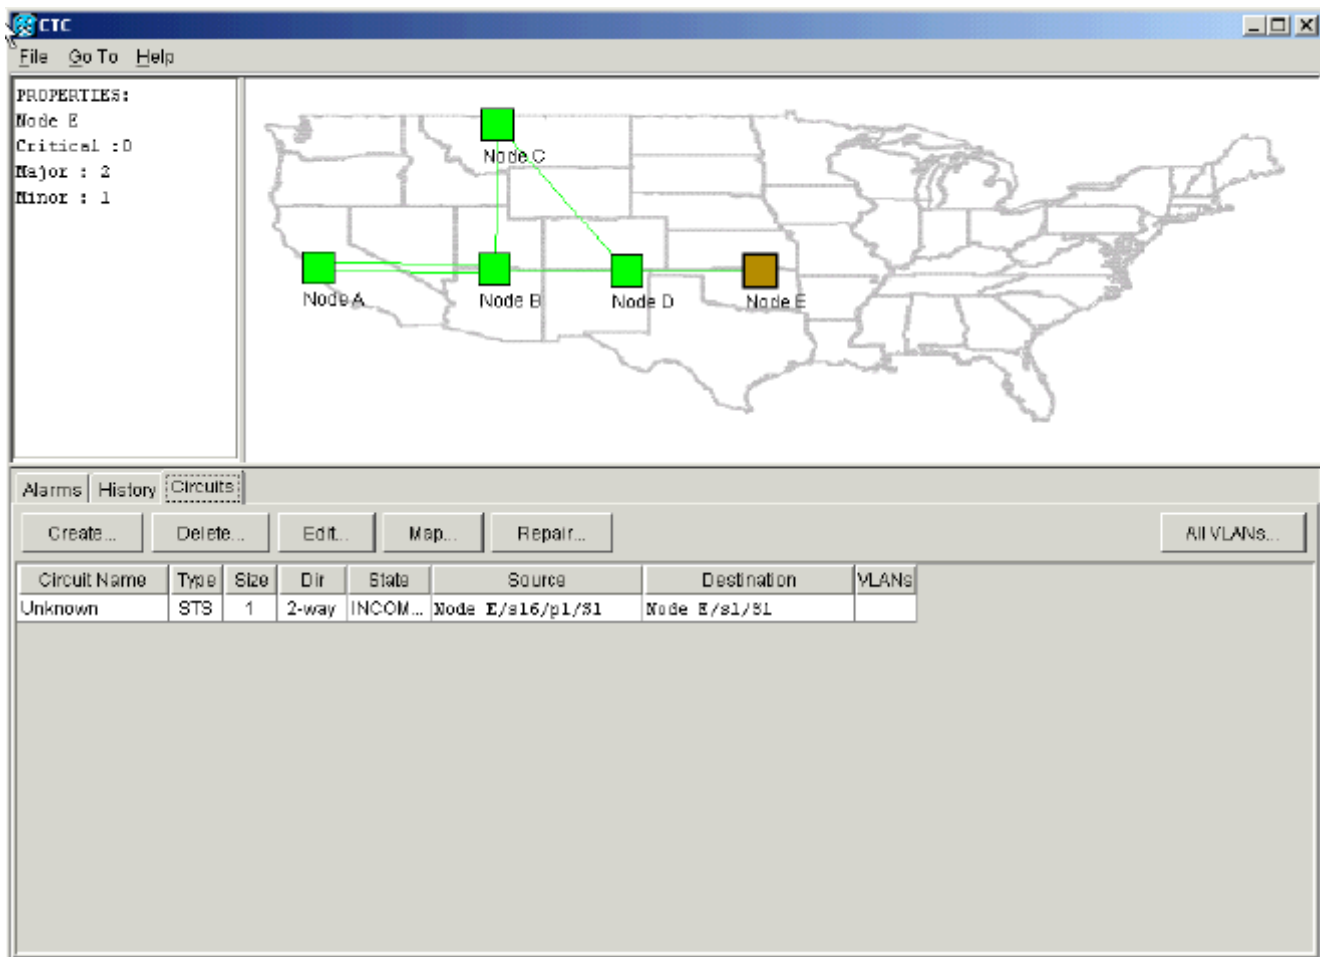 CTC
File Go To Help
PROPERTIES:
Node E
Critical :0
Major : 2
Minor : 1
Node C
Node A
Node B
Node D
Node E
Alarms History Circuits
Create... Delete... Edit... Map... Repair... All VLANs...
Circuit Name Type Size Dir State Source Destination VLANs
Unknown STS 1 2-way INCOM... Node E/s16/p1/S1 Node E/s1/S1